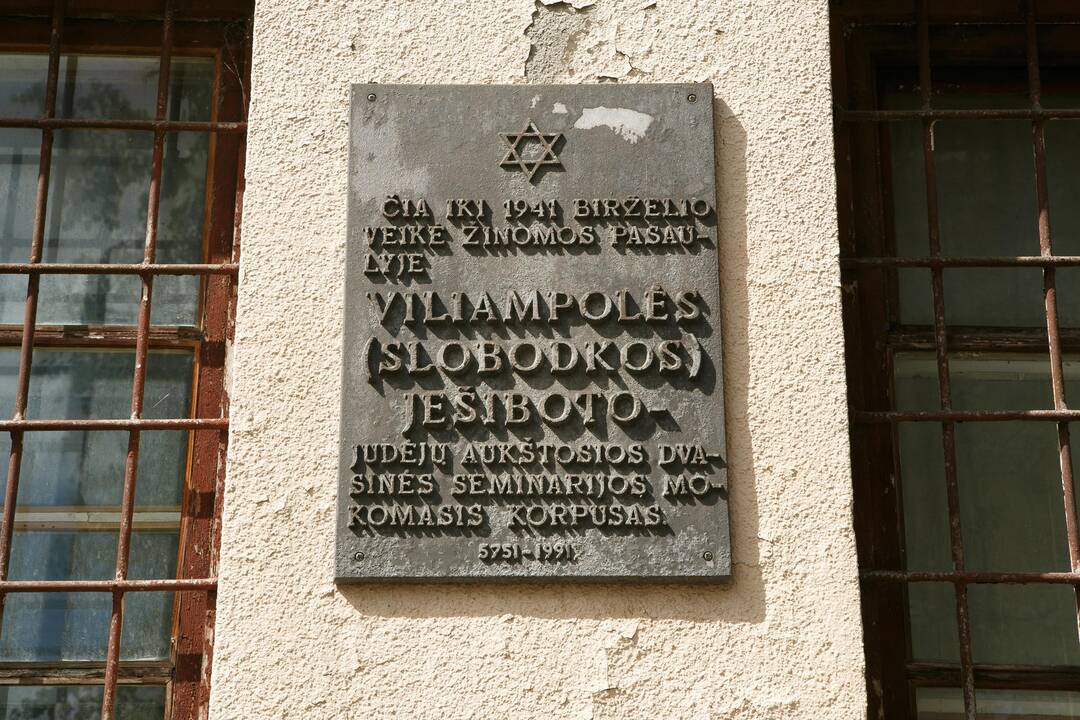 ČIA IKI 1941 BIRŽELIO
VEIKĖ ŽINOMOS PASAU-
LYJE
VILIAMPOLĖS
(SLOBODKOS)
JEŠIBOTO-
JUDĖJŲ AUKŠTOSIOS DVA-
SINĖS SEMINARIJOS MO-
KOMASIS KORPUSAS.
5751-1991